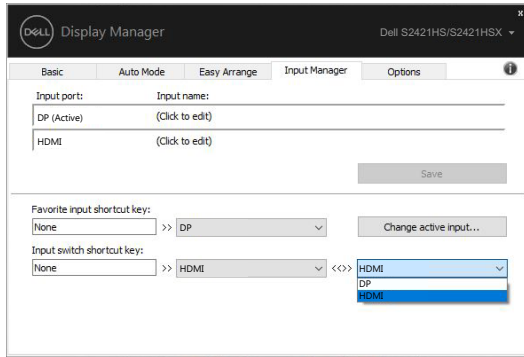 DELL Display Manager
Dell S2421HS/S2421HSX
x
Basic Auto Mode Easy Arrange Input Manager Options
Input port: Input name:
DP (Active) (Click to edit)
HDMI (Click to edit)
Save
Favorite input shortcut key:
None >> DP Change active input...
Input switch shortcut key:
None >> HDMI <<>> HDMI
DP
HDMI